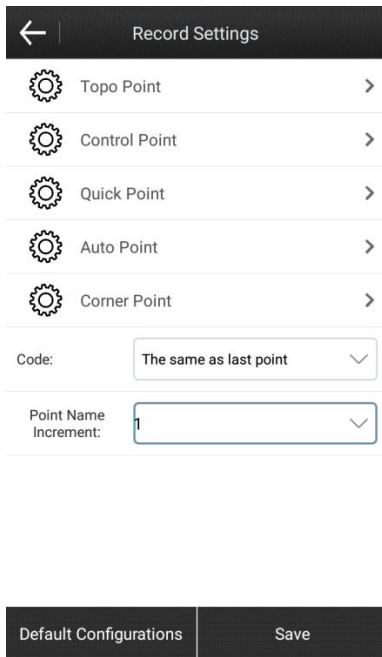 Record Settings
Topo Point
Control Point
Quick Point
Auto Point
Corner Point
Code: The same as last point
Point Name
Increment: 1
Default Configurations Save